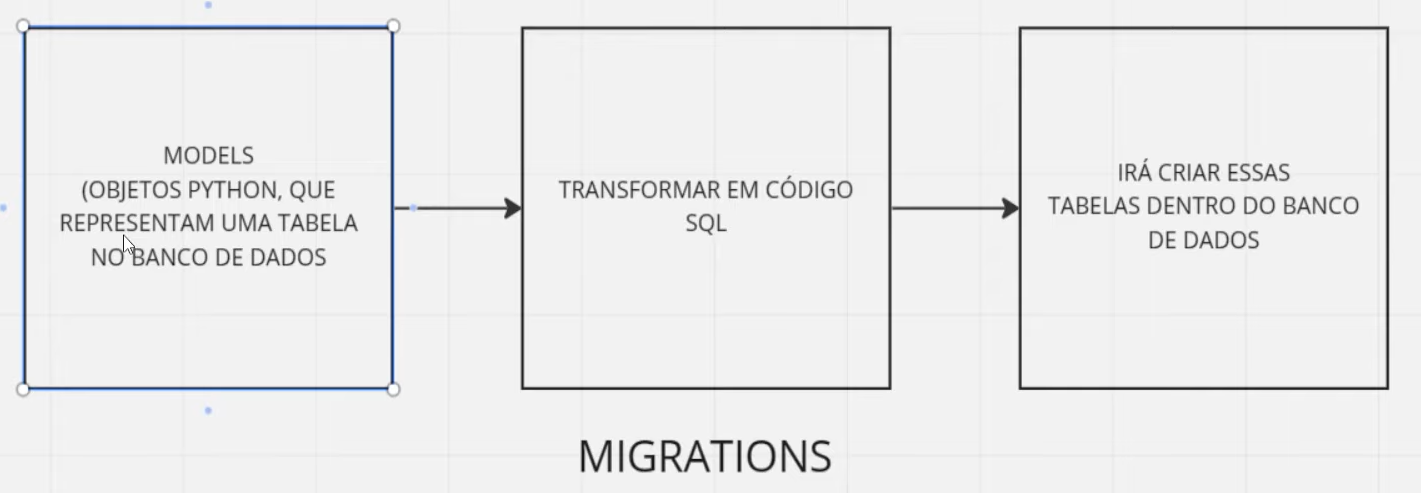 MODELS
(OBJETOS PYTHON, QUE
REPRESENTAM UMA TABELA
NO BANCO DE DADOS
TRANSFORMAR EM CÓDIGO
SQL
IRÁ CRIAR ESSAS
TABELAS DENTRO DO BANCO
DE DADOS
MIGRATIONS